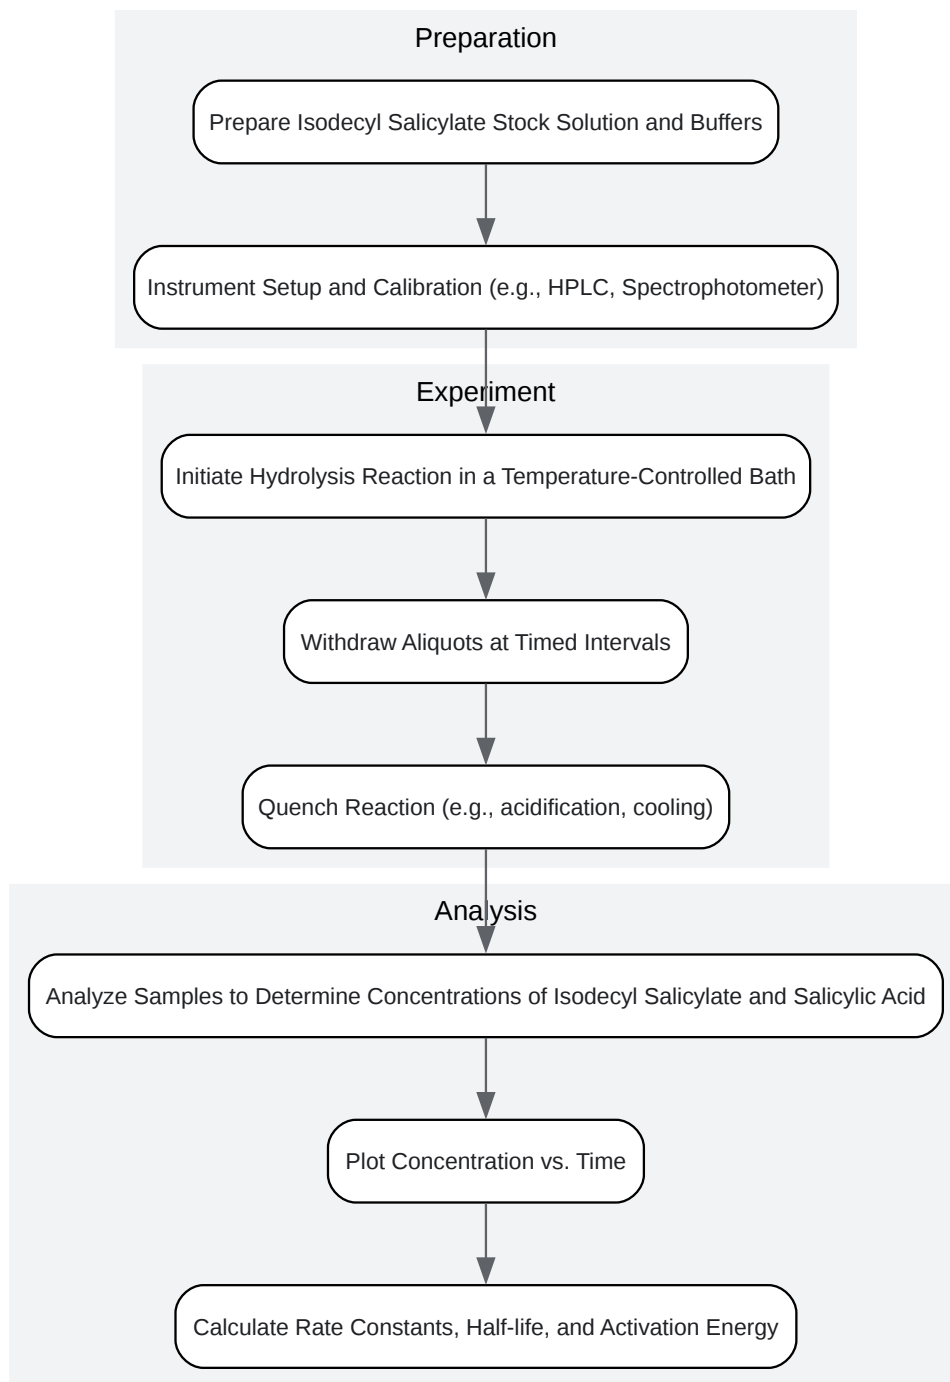 Preparation
Prepare Isodecyl Salicylate Stock Solution and Buffers
Instrument Setup and Calibration (e.g., HPLC, Spectrophotometer)
Experiment
Initiate Hydrolysis Reaction in a Temperature-Controlled Bath
Withdraw Aliquots at Timed Intervals
Quench Reaction (e.g., acidification, cooling)
Analysis
Analyze Samples to Determine Concentrations of Isodecyl Salicylate and Salicylic Acid
Plot Concentration vs. Time
Calculate Rate Constants, Half-life, and Activation Energy